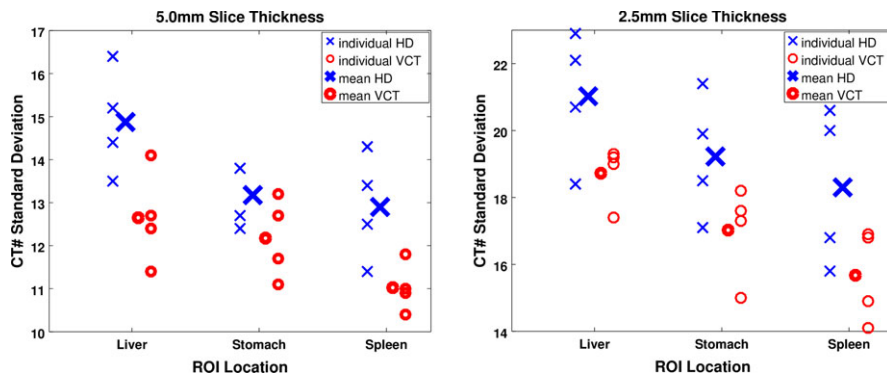 5.0mm Slice Thickness
CT# Standard Deviation
17
16
15
14
13
12
11
10
individual HD
individual VCT
mean HD
mean VCT
Liver
Stomach
Spleen
ROI Location
2.5mm Slice Thickness
CT# Standard Deviation
22
20
18
16
14
individual HD
individual VCT
mean HD
mean VCT
Liver
Stomach
Spleen
ROI Location